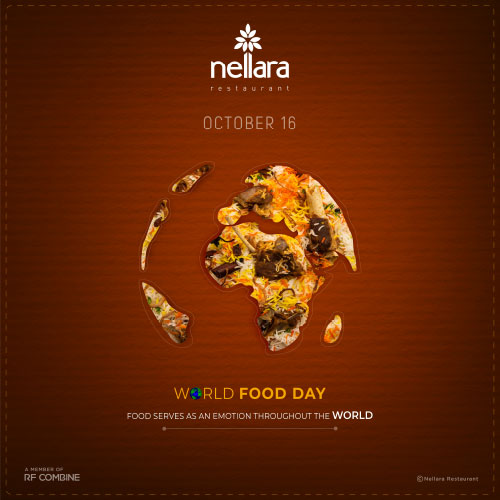 nellara
restaurant
OCTOBER 16
WORLD FOOD DAY
FOOD SERVES AS AN EMOTION THROUGHOUT THE WORLD
A MEMBER OF
RF COMBINE
©Nellara Restaurant